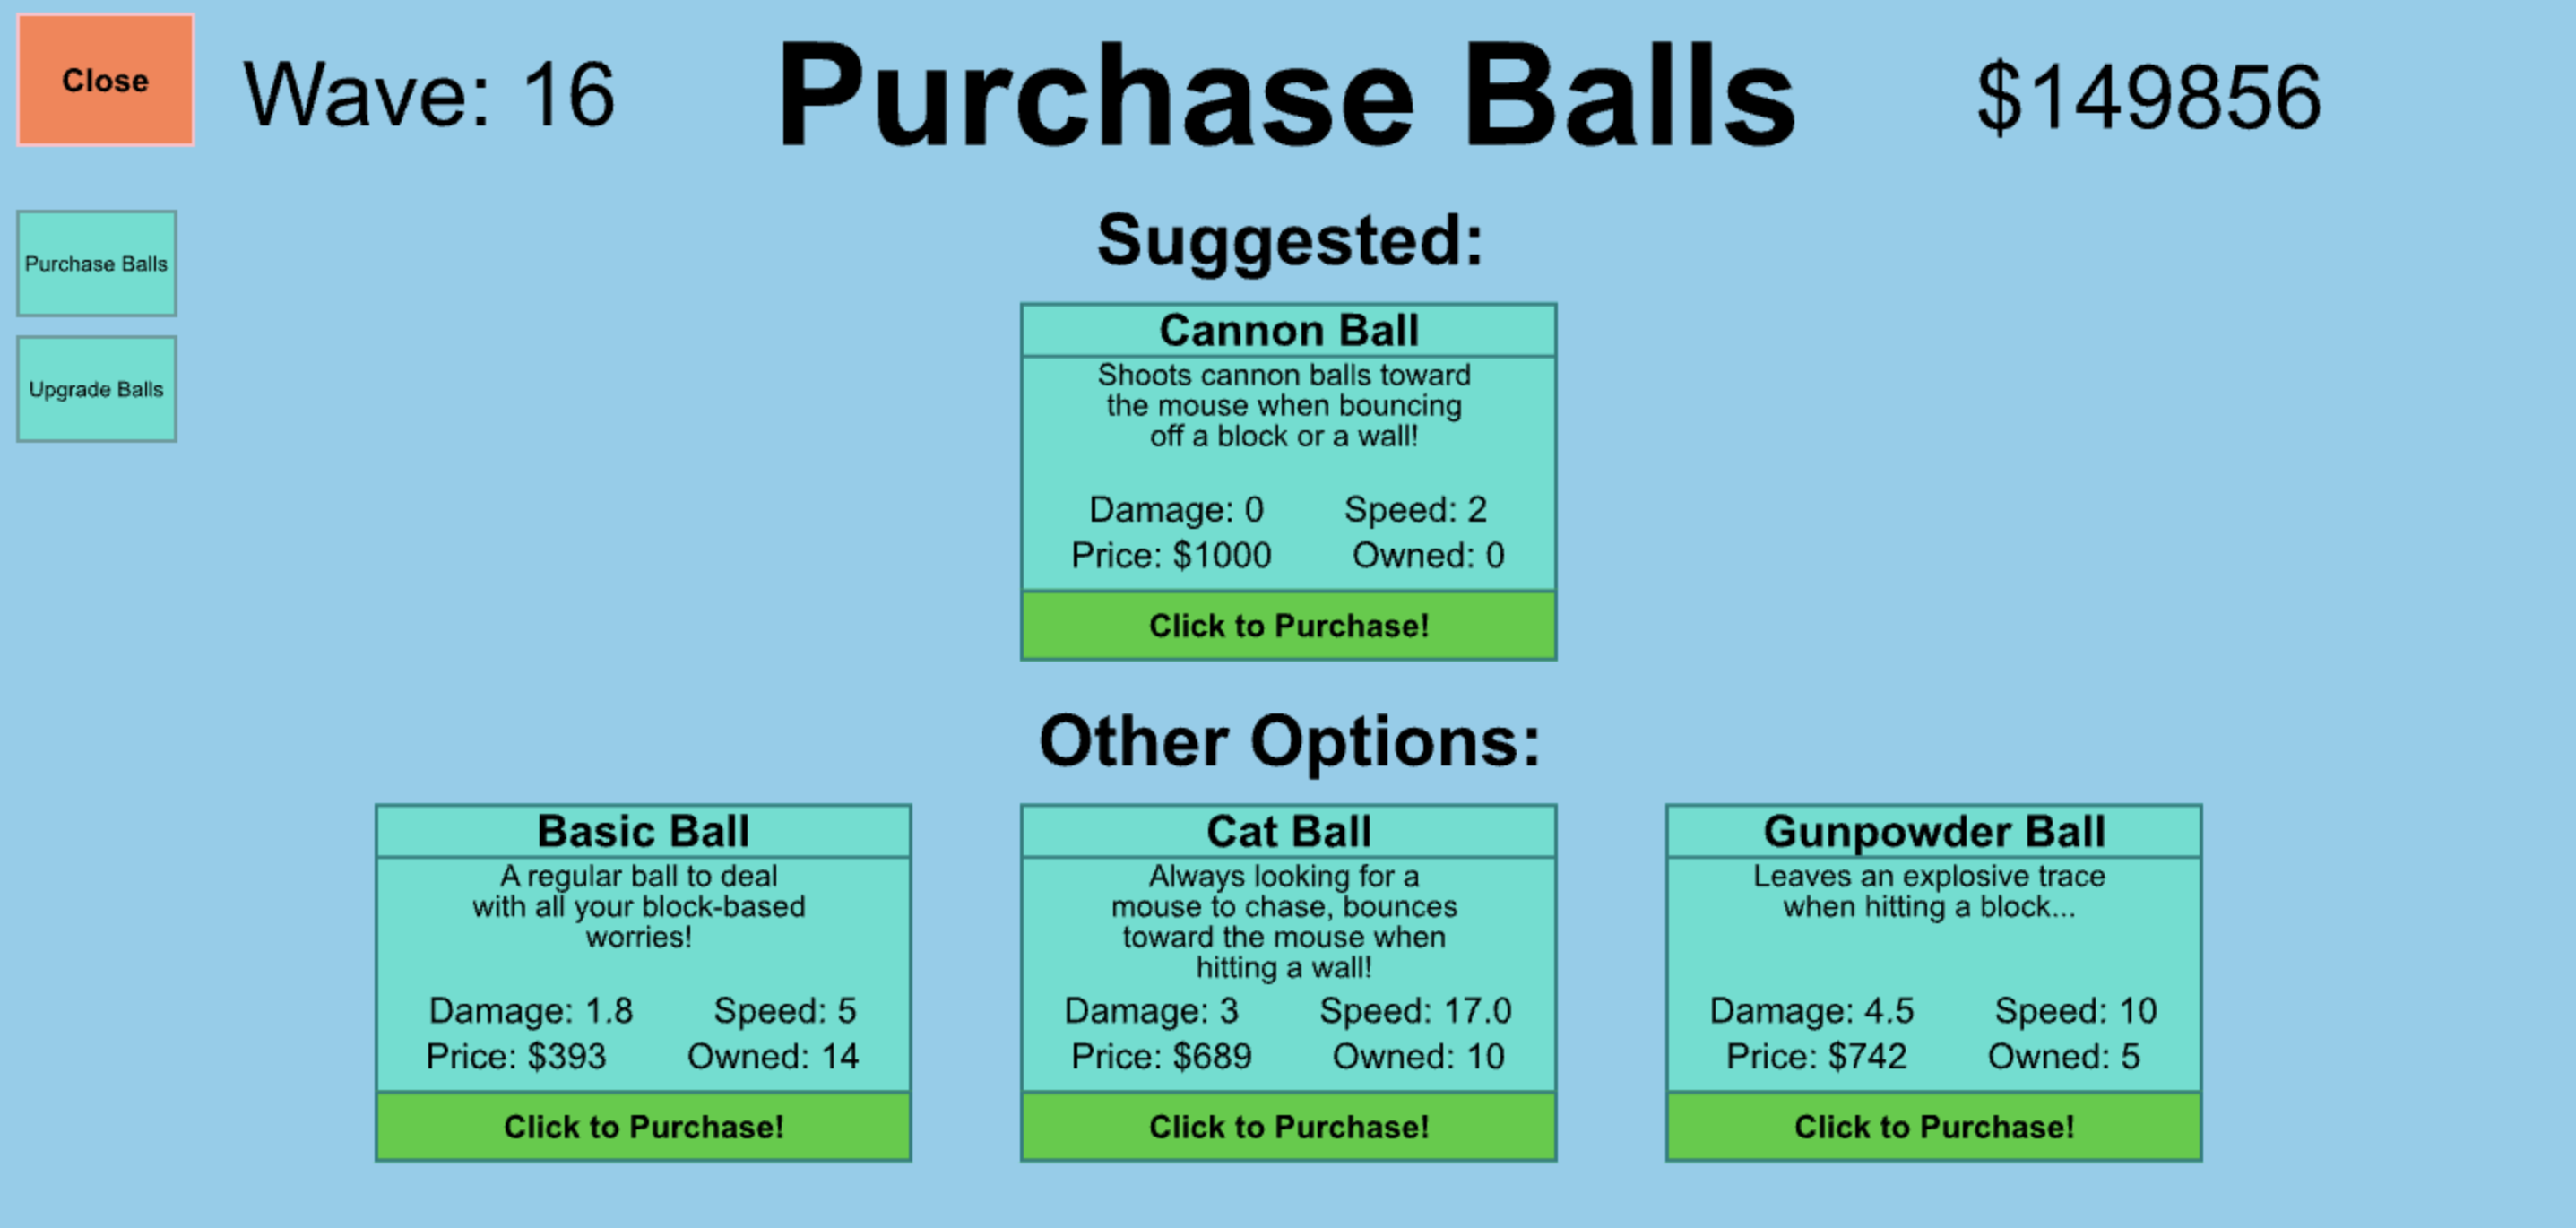 Close
Wave: 16
Purchase Balls
$149856
Purchase Balls
Upgrade Balls
Suggested:
Cannon Ball
Shoots cannon balls toward
the mouse when bouncing
off a block or a wall!
Damage: 0 Speed: 2
Price: $1000 Owned: 0
Click to Purchase!
Other Options:
Basic Ball
A regular ball to deal
with all your block-based
worries!
Damage: 1.8 Speed: 5
Price: $393 Owned: 14
Click to Purchase!
Cat Ball
Always looking for a
mouse to chase, bounces
toward the mouse when
hitting a wall!
Damage: 3 Speed: 17.0
Price: $689 Owned: 10
Click to Purchase!
Gunpowder Ball
Leaves an explosive trace
when hitting a block...
Damage: 4.5 Speed: 10
Price: $742 Owned: 5
Click to Purchase!